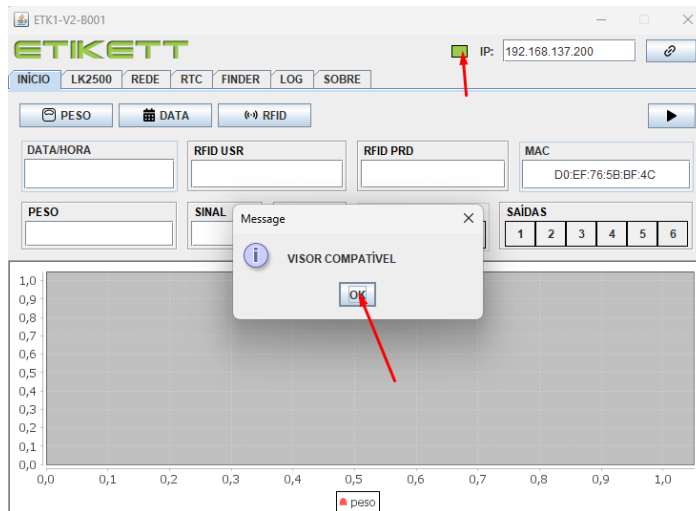 ETK1-V2-8001
ETIKETT
IP: 192.168.137.200
INÍCIO LK2500 REDE RTC FINDER LOG SOBRE
PESO DATA RFID
DATA/HORA RFID USR RFID PRD MAC
D0:EF:76:5B:BF:4C
PESO SINAL SAÍDAS
1 2 3 4 5 6
Message
VISOR COMPATÍVEL
OK
1,0
0,9
0,8
0,7
0,6
0,5
0,4
0,3
0,2
0,1
0,0
0,0 0,1 0,2 0,3 0,4 0,5 0,6 0,7 0,8 0,9 1,0
peso